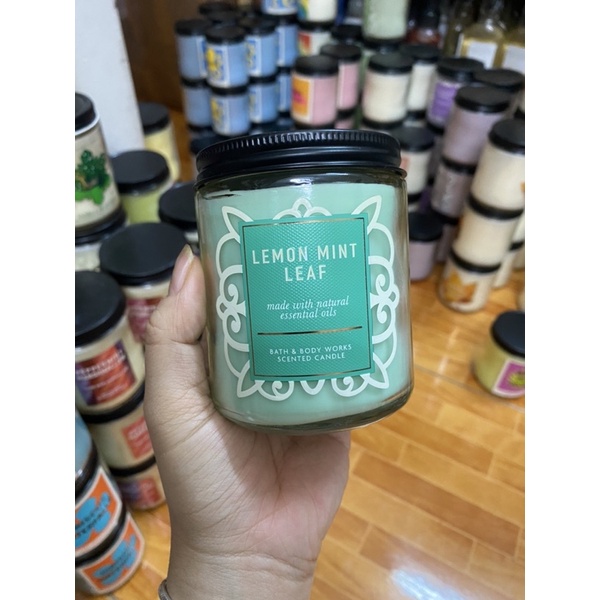 LEMON MINT
LEAF
made with natural
essential oils
BATH & BODY WORKS
SCENTED CANDLE